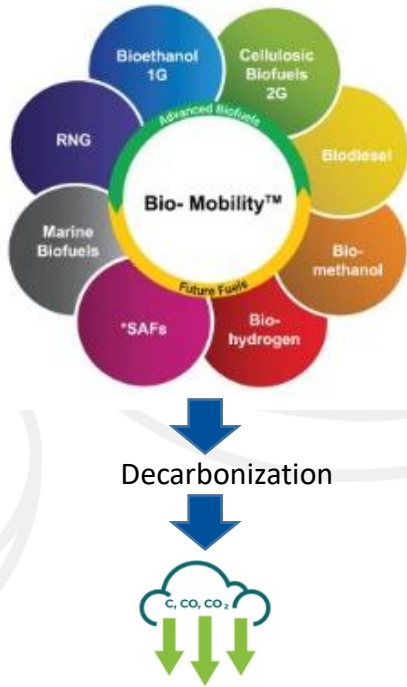 Bioethanol
1G
Cellulosic
Biofuels
2G
Advanced Biofuels
RNG
Biodiesel
Bio- Mobility™
Marine
Biofuels
Bio-
methanol
Future Fuels
*SAFs
Bio-
hydrogen
Decarbonization
C, CO, CO₂